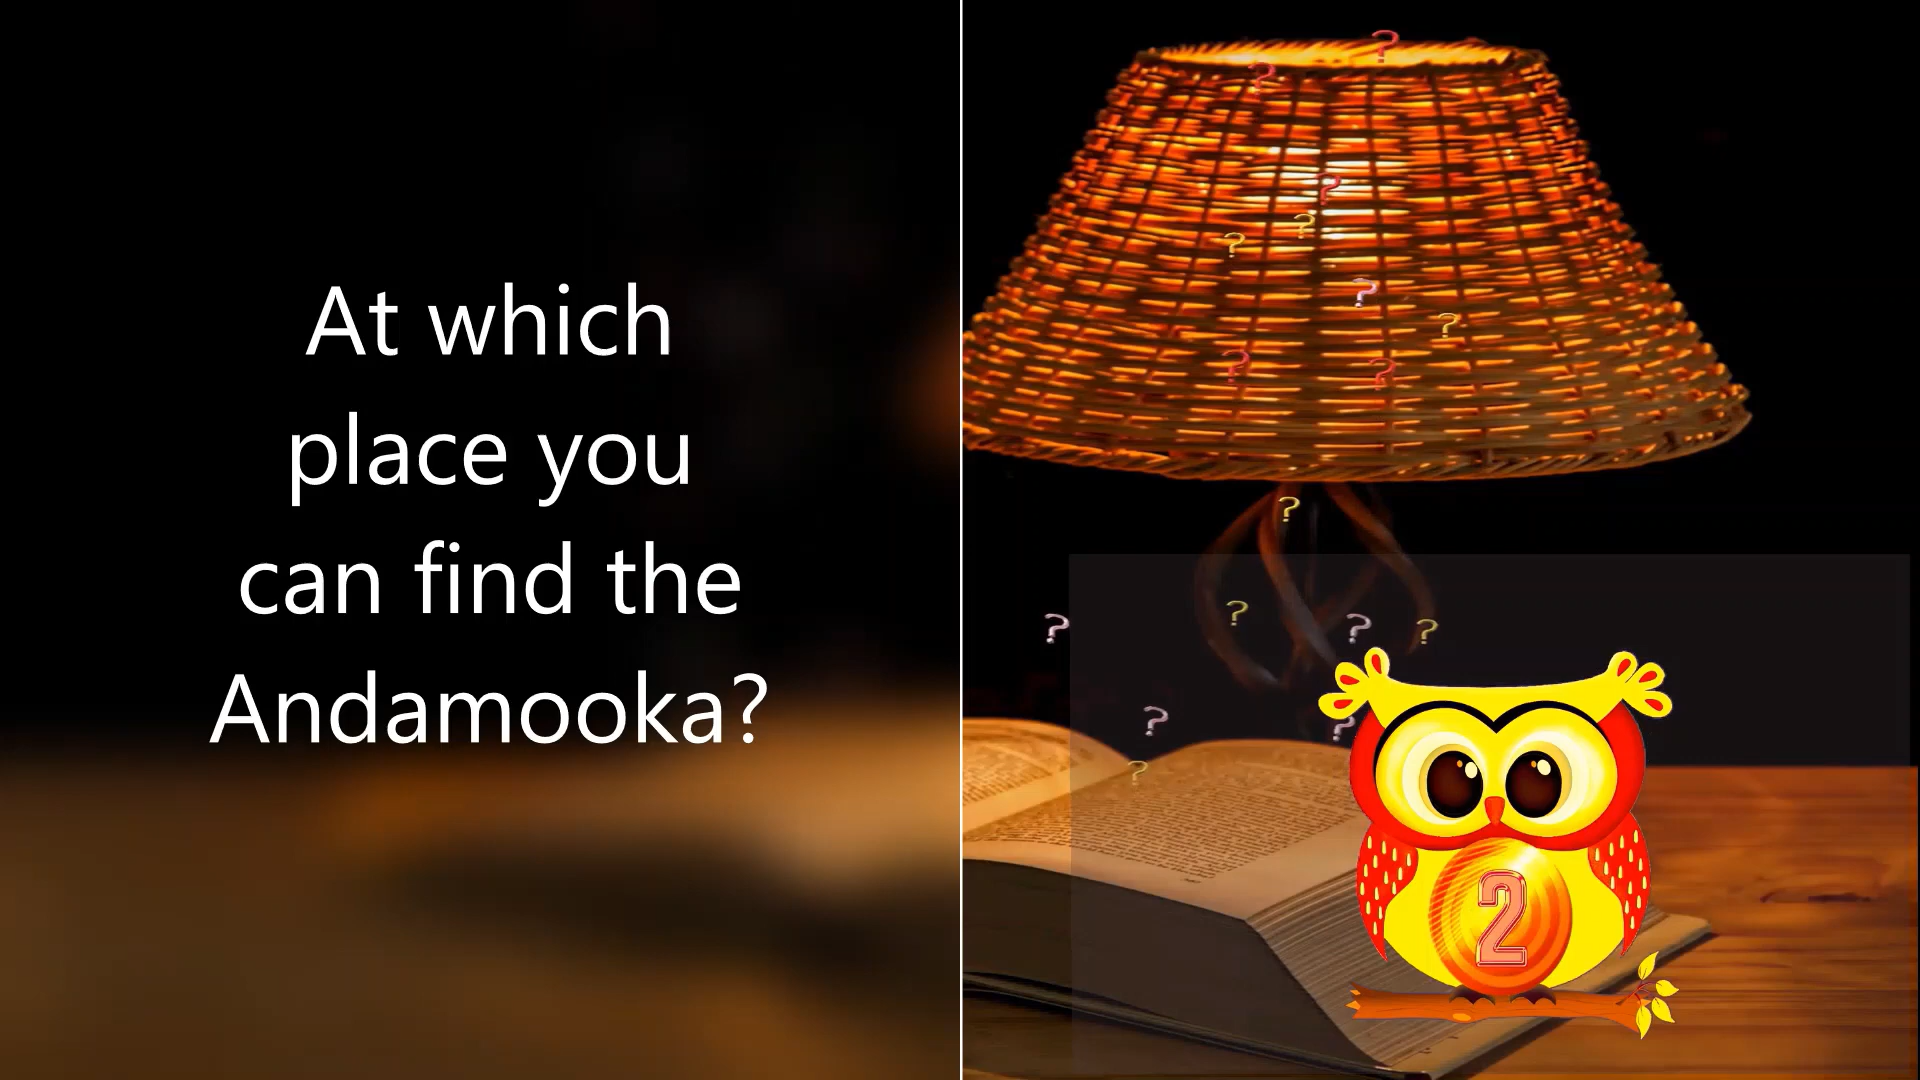 At which
place you
can find the
Andamooka?
2